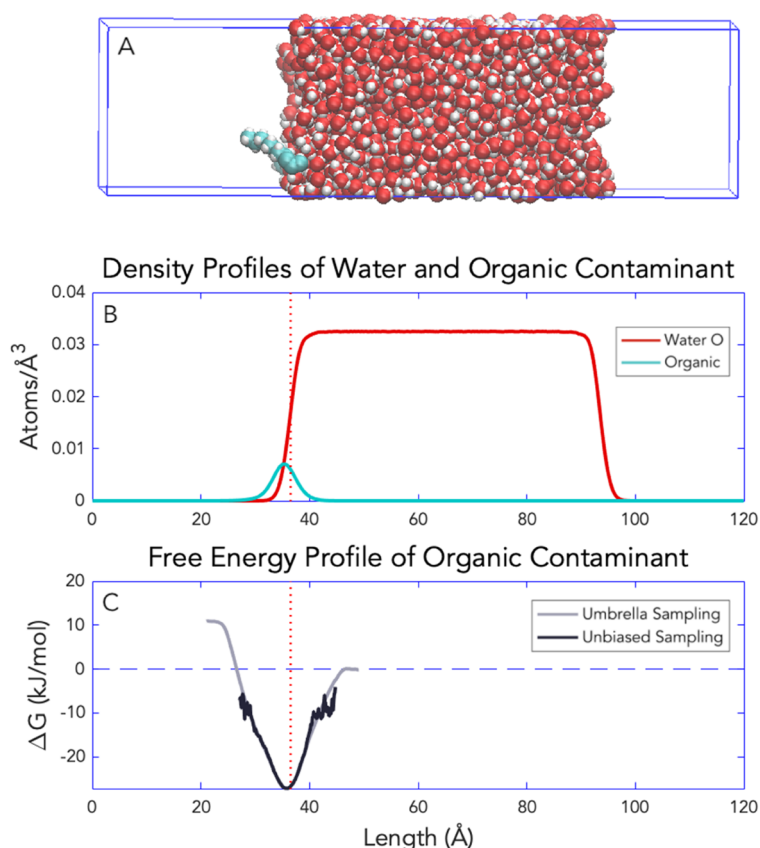 A
Density Profiles of Water and Organic Contaminant
0.04
B
0.03
0.02
0.01
0
Atoms/Å³
Water O
Organic
0 20 40 60 80 100 120
Free Energy Profile of Organic Contaminant
20
C
10
0
-10
-20
ΔG (kJ/mol)
Umbrella Sampling
Unbiased Sampling
0 20 40 60 80 100 120
Length (Å)